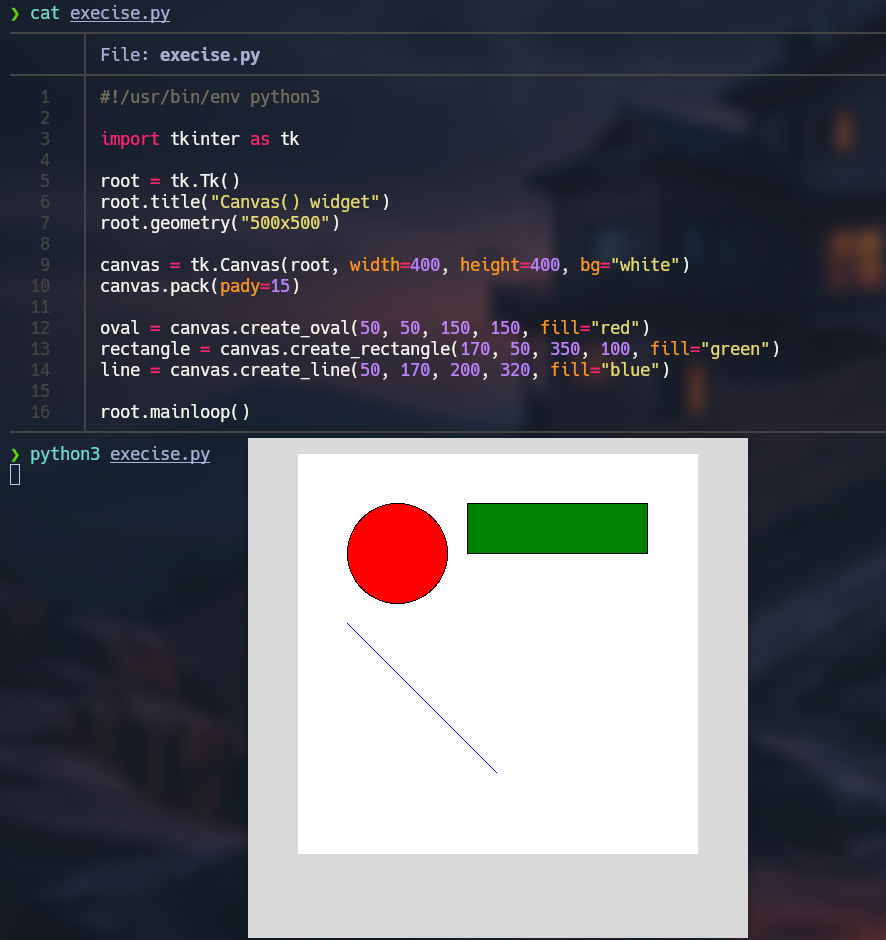 ❯ cat execise.py
File: execise.py
1 #!/usr/bin/env python3
2
3 import tkinter as tk
4
5 root = tk.Tk()
6 root.title("Canvas() widget")
7 root.geometry("500x500")
8
9 canvas = tk.Canvas(root, width=400, height=400, bg="white")
10 canvas.pack(pady=15)
11
12 oval = canvas.create_oval(50, 50, 150, 150, fill="red")
13 rectangle = canvas.create_rectangle(170, 50, 350, 100, fill="green")
14 line = canvas.create_line(50, 170, 200, 320, fill="blue")
15
16 root.mainloop()
❯ python3 execise.py